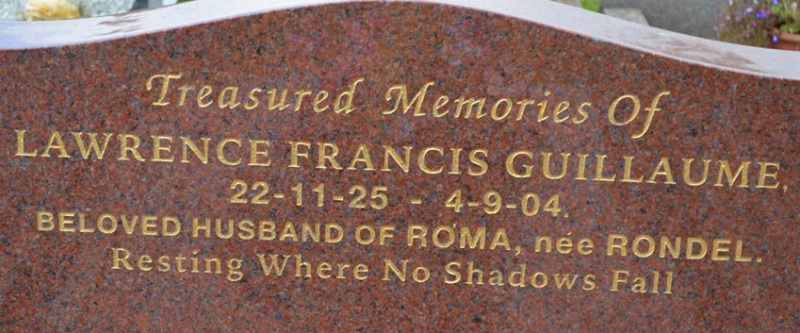 Treasured Memories Of
LAWRENCE FRANCIS GUILLAUME,
22-11-25 - 4-9-04.
BELOVED HUSBAND OF ROMA, née RONDEL.
Resting Where No Shadows Fall